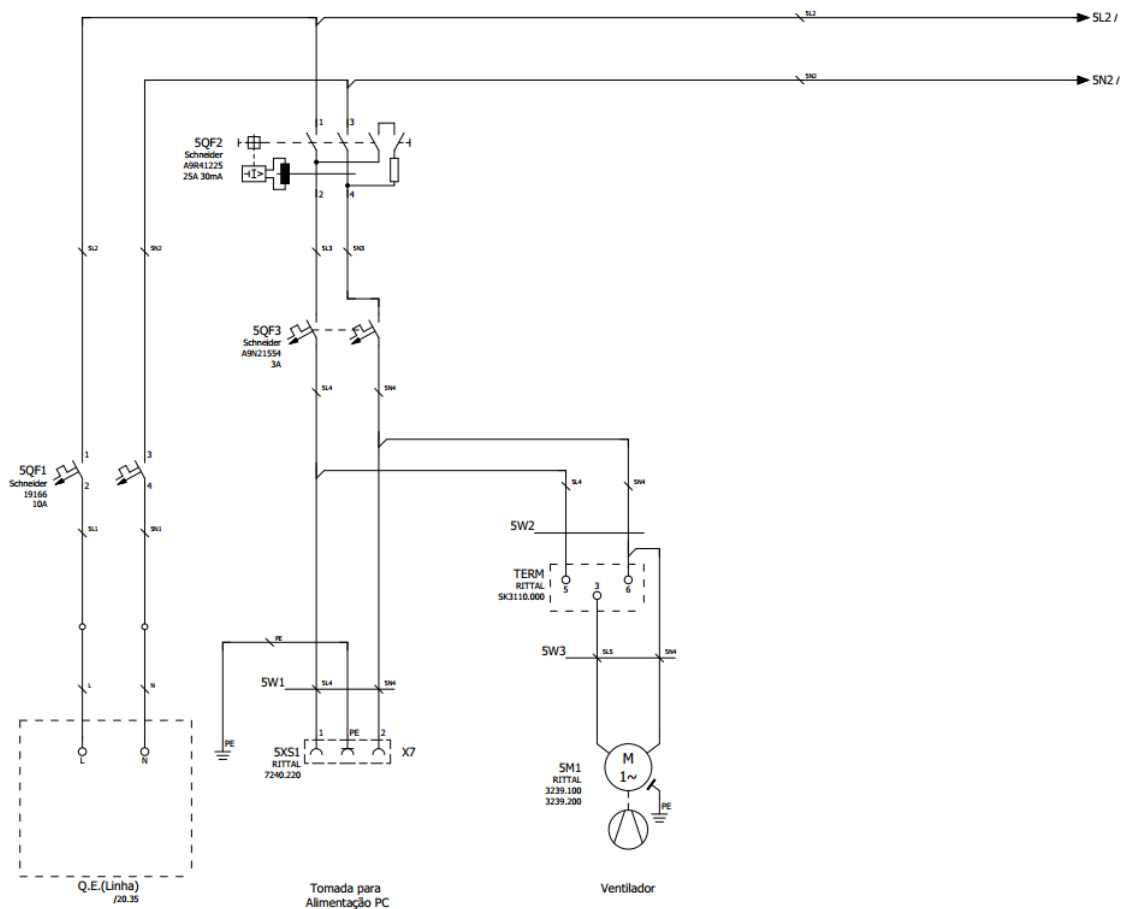 5L2
5L2 /
5N2
5N2 /
1
3
5QF2
Schneider
A9R41225
25A 30mA
2
4
5L2
5N2
5L3
5N3
5QF3
Schneider
A9N21554
3A
5L4
5N4
1
3
5QF1
Schneider
19166
10A
2
4
5L4
5N4
5L1
5N1
5W2
TERM
RITTAL
SK3110.000
5
3
6
PE
5W3
5L5
5N4
5W1
5L4
5N4
L
N
1
PE
2
PE
L
N
5XS1
RITTAL
7240.220
X7
M
1~
5M1
RITTAL
3239.100
3239.200
PE
Q.E.(Linha)
/20.35
Tomada para
Alimentação PC
Ventilador